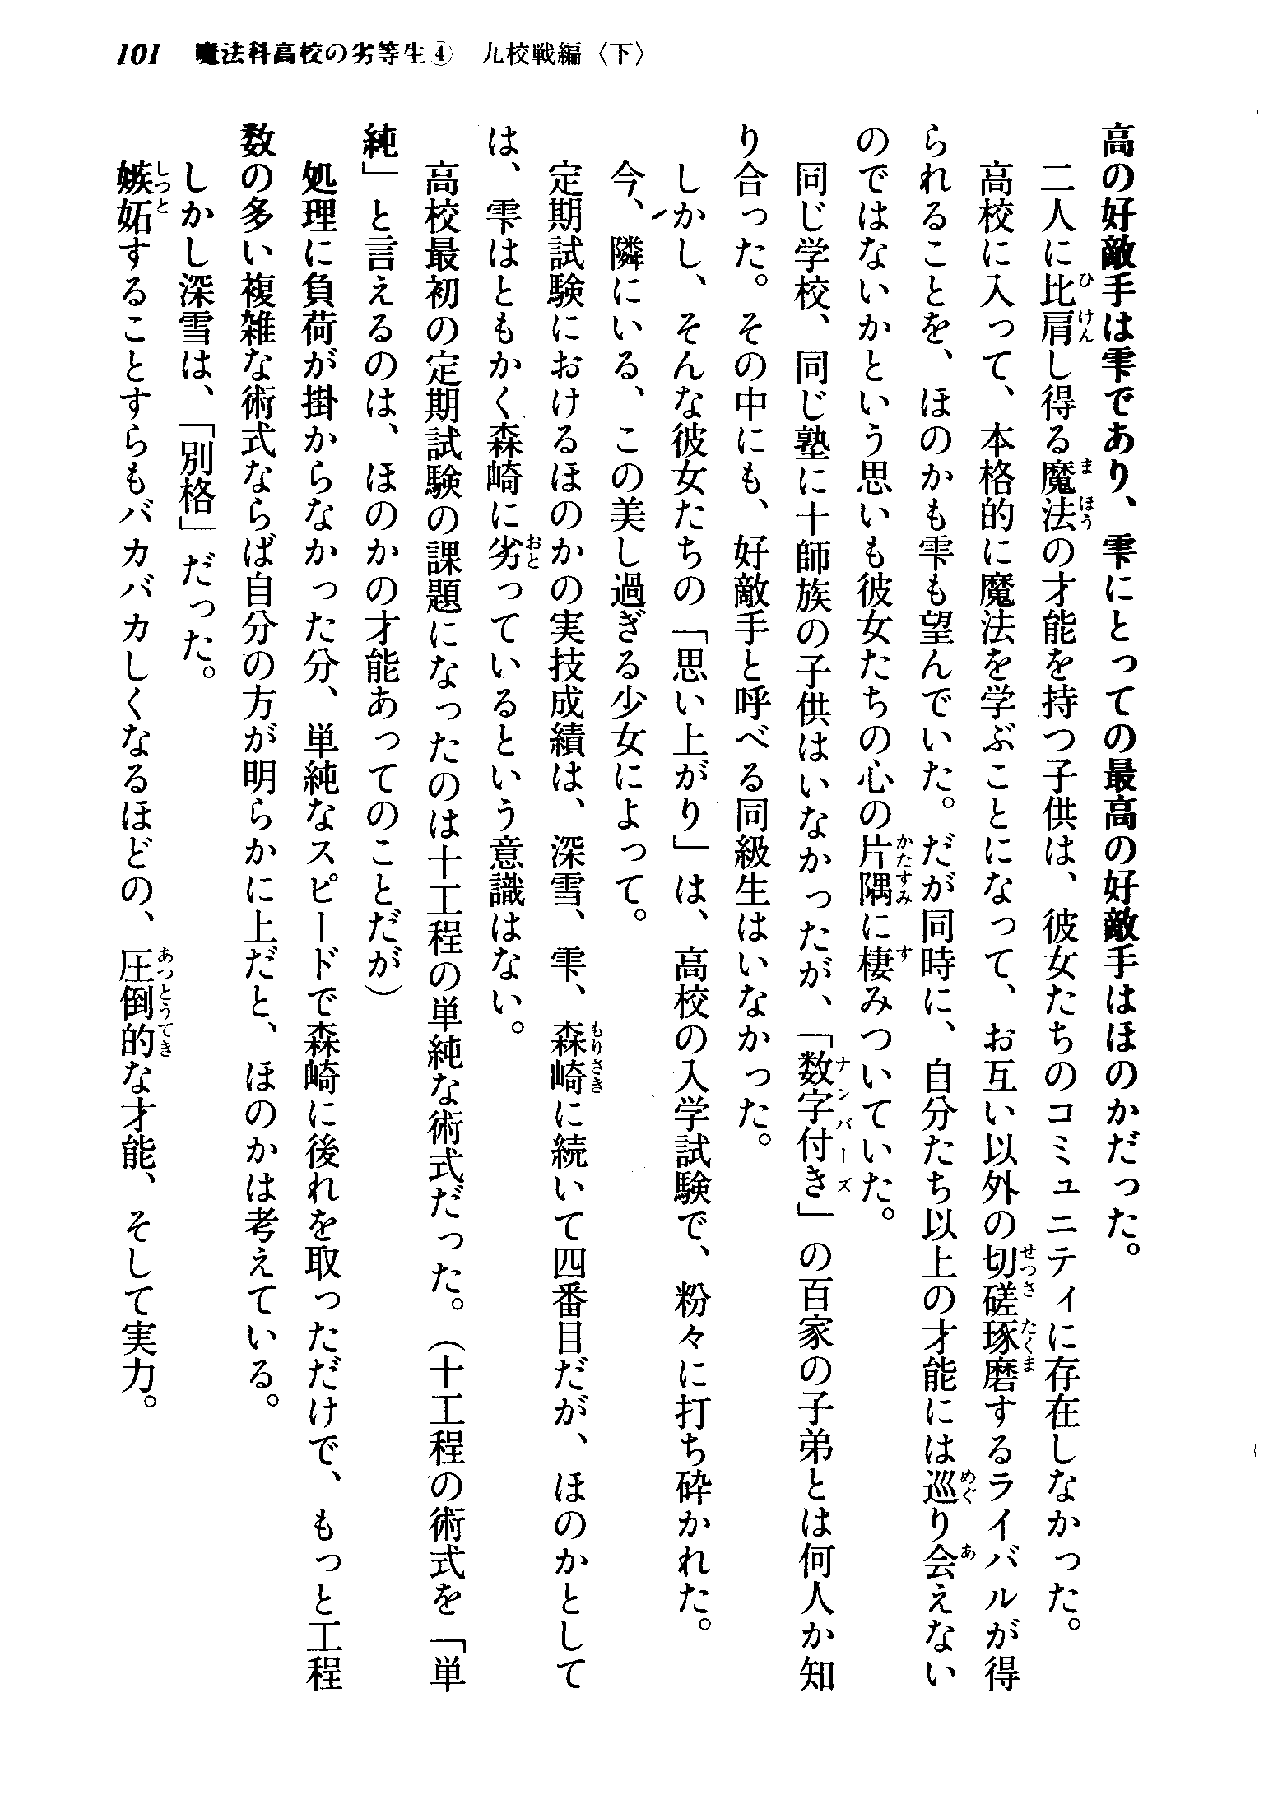 101　魔法科高校の劣等生④　九校戦編〈下〉
高の好敵手は雫であり、雫にとっての最高の好敵手はほのかだった。
　二人に比肩し得る魔法の才能を持つ子供は、彼女たちのコミュニティに存在しなかった。
　高校に入って、本格的に魔法を学ぶことになって、お互い以外の切磋琢磨するライバルが得
られることを、ほのかも雫も望んでいた。だが同時に、自分たち以上の才能には巡り会えない
のではないかという思いも彼女たちの心の片隅に棲みついていた。
　同じ学校、同じ塾に十師族の子供はいなかったが、「数字付き」の百家の子弟とは何人か知
り合った。その中にも、好敵手と呼べる同級生はいなかった。
　しかし、そんな彼女たちの「思い上がり」は、高校の入学試験で、粉々に打ち砕かれた。
　今、隣にいる、この美し過ぎる少女によって。
　定期試験におけるほのかの実技成績は、深雪、雫、森崎に続いて四番目だが、ほのかとして
は、雫はともかく森崎に劣っているという意識はない。
　高校最初の定期試験の課題になったのは十工程の単純な術式だった。（十工程の術式を「単
純」と言えるのは、ほのかの才能あってのことだが）
　処理に負荷が掛からなかった分、単純なスピードで森崎に後れを取っただけで、もっと工程
数の多い複雑な術式ならば自分の方が明らかに上だと、ほのかは考えている。
　しかし深雪は、「別格」だった。
　嫉妬することすらもバカバカしくなるほどの、圧倒的な才能、そして実力。